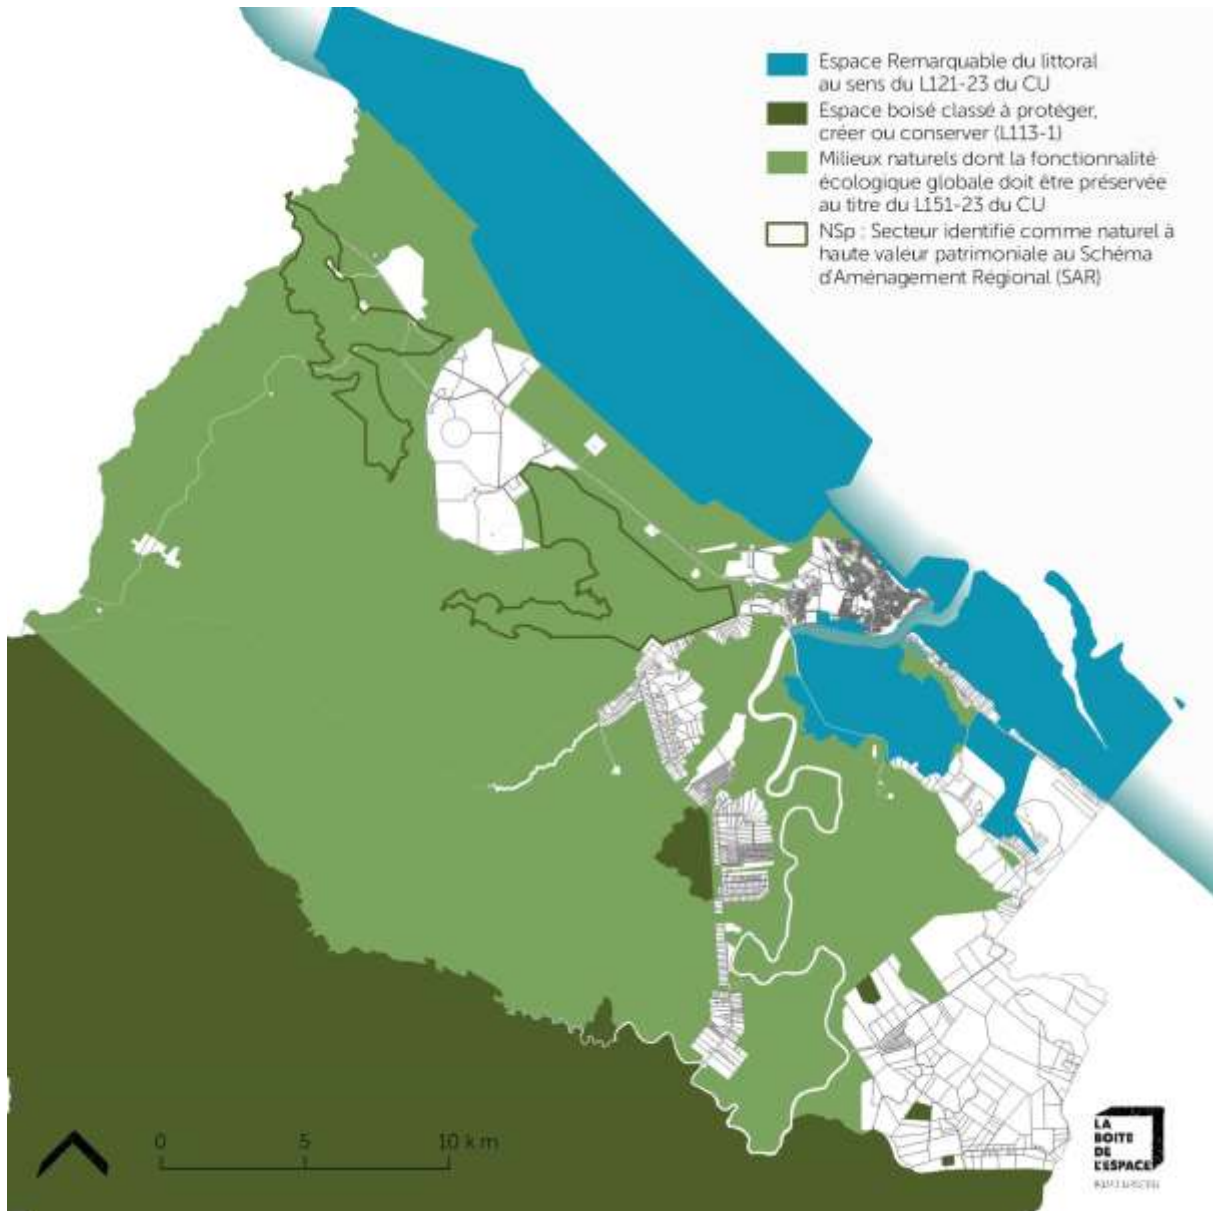 Espace Remarquable du littoral
au sens du L121-23 du CU
Espace boisé classé à protéger,
créer ou conserver (L113-1)
Milieux naturels dont la fonctionnalité
écologique globale doit être préservée
au titre du L151-23 du CU
NSp : Secteur identifié comme naturel à
haute valeur patrimoniale au Schéma
d'Aménagement Régional (SAR)
0 5 10 km
LA
BOITE
DE
L'ESPACE